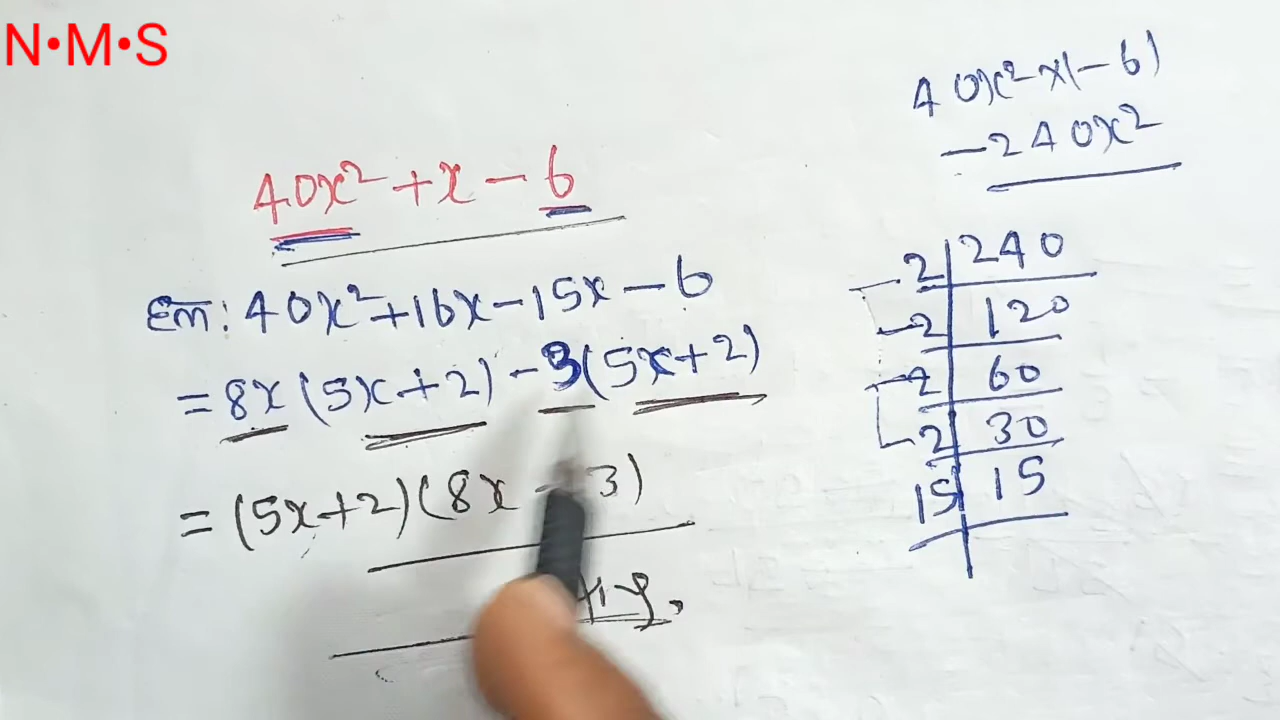 N•M•S
40x² + x - 6
40x² + 16x - 15x - 6
= 8x (5x + 2) - 3(5x + 2)
= (5x + 2)(8x - 3)
40x² × (-6)
-240x²
2 | 240
2 | 120
2 | 60
2 | 30
15 | 15